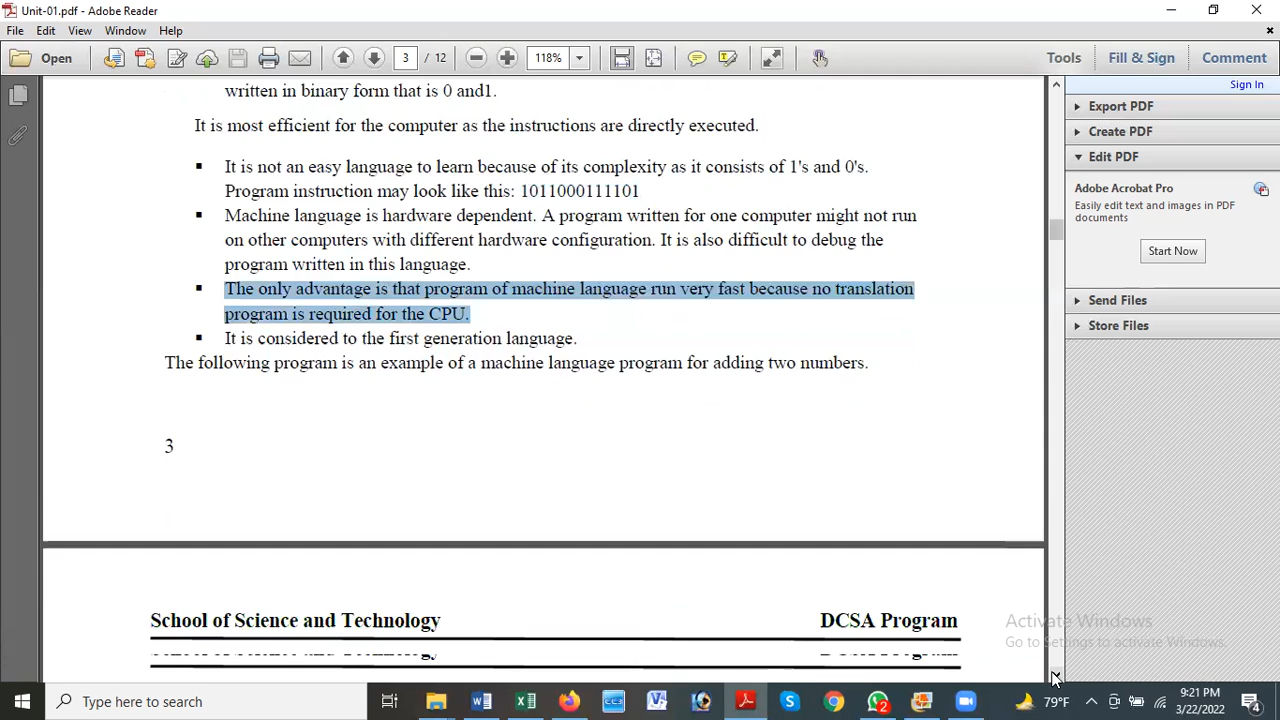 Unit-01.pdf - Adobe Reader
File Edit View Window Help
Open 3 / 12 118% Tools Fill & Sign Comment
Sign In
written in binary form that is 0 and1.
It is most efficient for the computer as the instructions are directly executed.
▪ It is not an easy language to learn because of its complexity as it consists of 1's and 0's.
Program instruction may look like this: 1011000111101
▪ Machine language is hardware dependent. A program written for one computer might not run
on other computers with different hardware configuration. It is also difficult to debug the
program written in this language.
▪ The only advantage is that program of machine language run very fast because no translation
program is required for the CPU.
▪ It is considered to the first generation language.
The following program is an example of a machine language program for adding two numbers.
3
School of Science and Technology DCSA Program
Export PDF
Create PDF
Edit PDF
Adobe Acrobat Pro
Easily edit text and images in PDF
documents
Start Now
Send Files
Store Files
Activate Windows
Go to Settings to activate Windows.
Type here to search
2
79°F
9:21 PM
3/22/2022
4